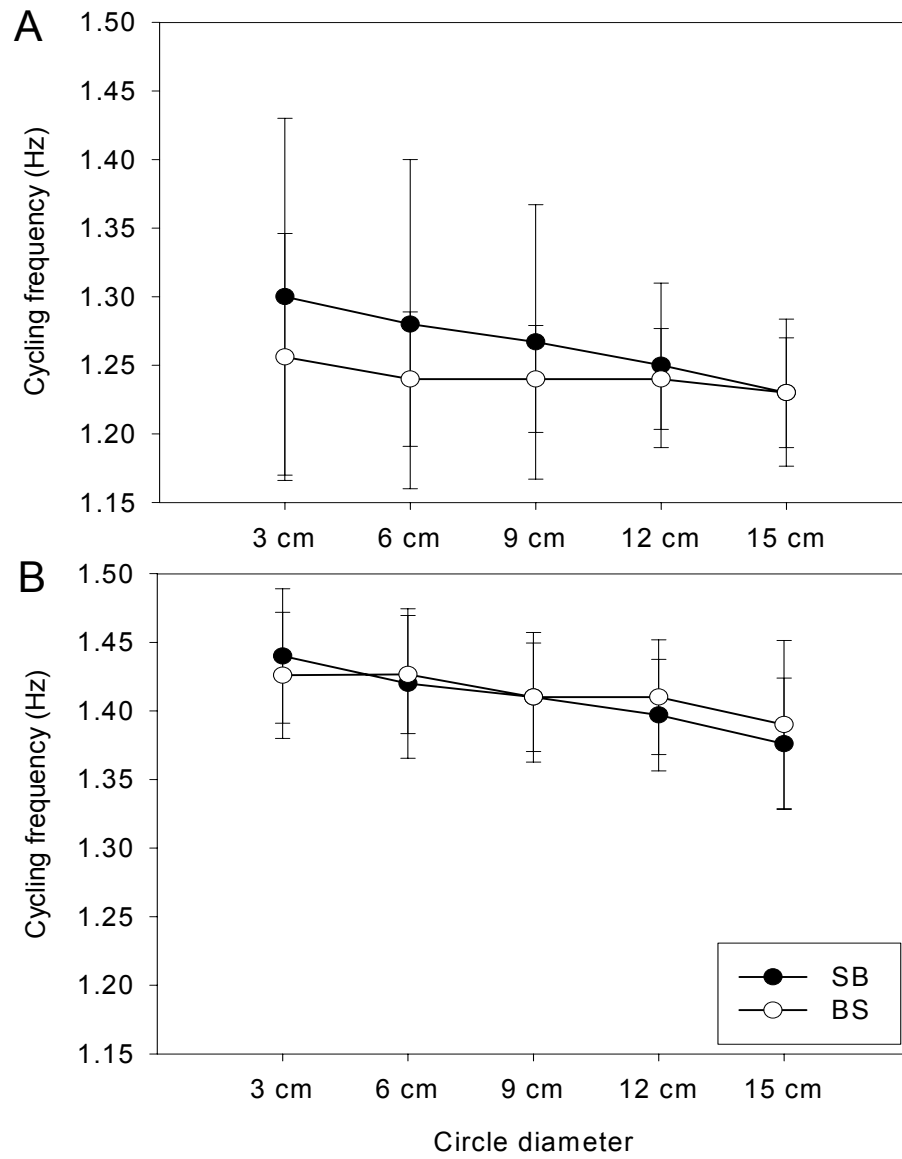 A
Cycling frequency (Hz)
1.50
1.45
1.40
1.35
1.30
1.25
1.20
1.15
3 cm 6 cm 9 cm 12 cm 15 cm
B
Cycling frequency (Hz)
1.50
1.45
1.40
1.35
1.30
1.25
1.20
1.15
SB
BS
3 cm 6 cm 9 cm 12 cm 15 cm
Circle diameter